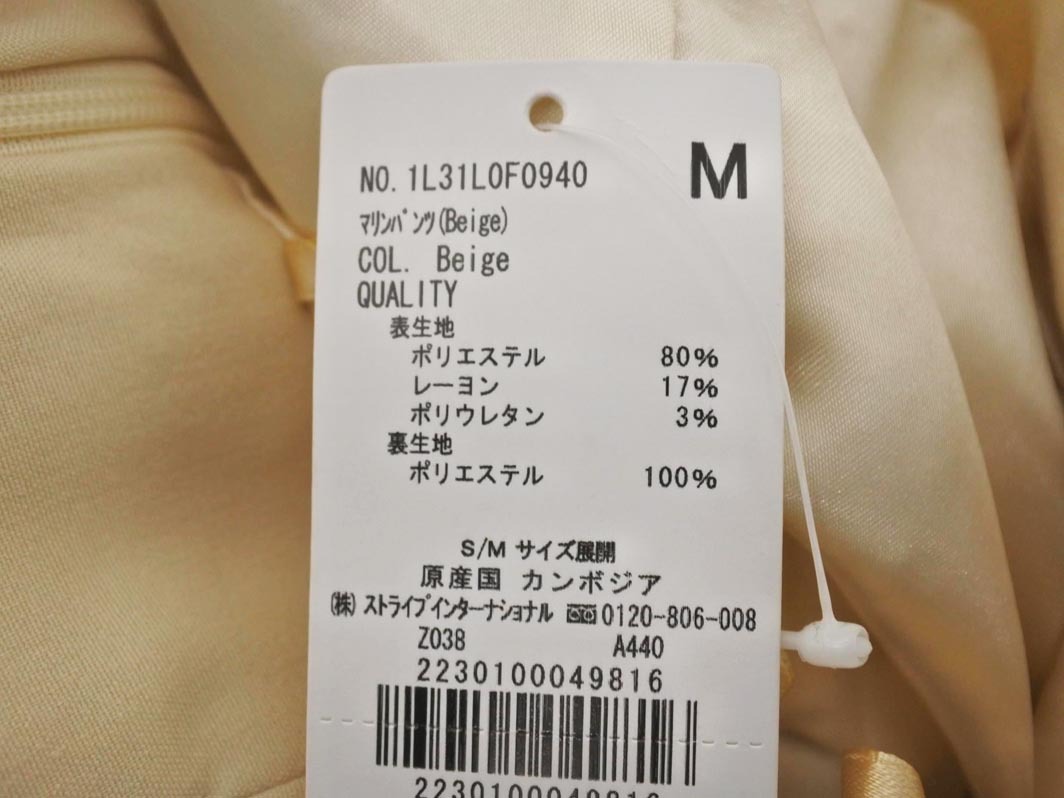 M
NO. 1L31L0F0940
ﾏﾘﾝﾊﾟﾝﾂ(Beige)
COL. Beige
QUALITY
表生地
ポリエステル 80%
レーヨン 17%
ポリウレタン 3%
裏生地
ポリエステル 100%
S/M サイズ展開
原産国 カンボジア
(株) ストライプインターナショナル 0120-806-008
Z038 A440
2230100049816
2230100049816